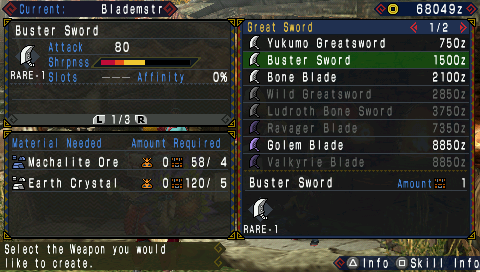 Current: Blademstr
68049z
Buster Sword
Attack 80
Shrpnss
RARE-1 Slots --- Affinity 0%
L 1/3 R
Material Needed Amount Required
Machalite Ore 0 58/ 4
Earth Crystal 0 120/ 5
Great Sword 1/2
Yukumo Greatsword 750z
Buster Sword 1500z
Bone Blade 2100z
Wild Greatsword 2850z
Ludroth Bone Sword 3750z
Ravager Blade 7350z
Golem Blade 8850z
Valkyrie Blade 8850z
Buster Sword Amount 1
RARE-1
Select the Weapon you would
like to create.
Info Skill Info